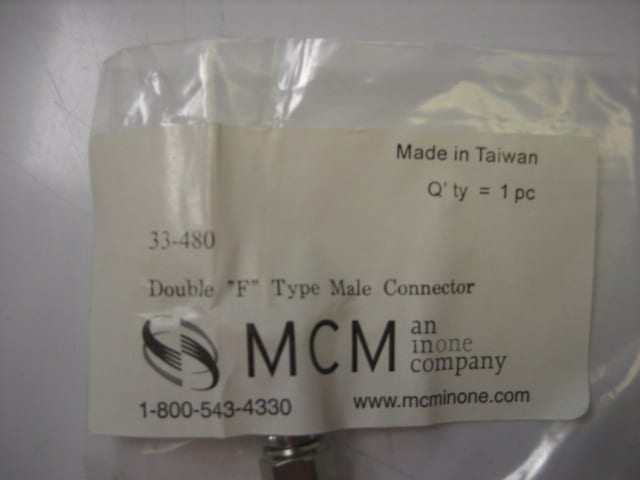 Made in Taiwan
Q'ty = 1 pc
33-480
Double "F" Type Male Connector
MCM an inone company
1-800-543-4330
www.mcminone.com